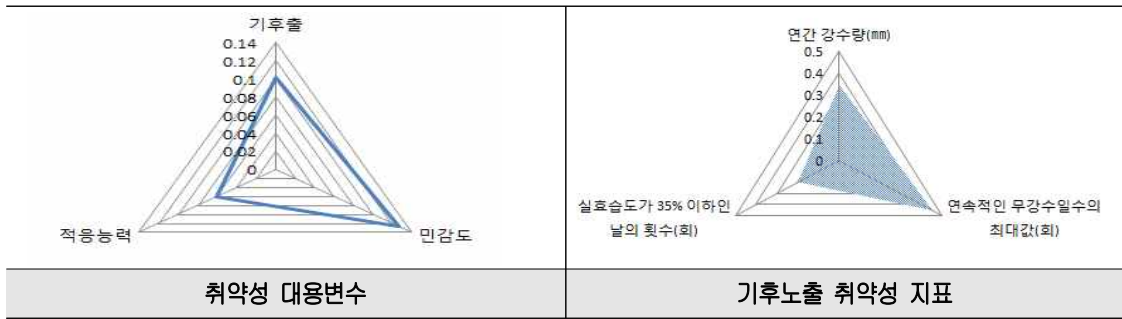 기후출
0.14
0.12
0.1
0.08
0.06
0.04
0.02
0
적응능력
민감도
연간 강수량(㎜)
0.5
0.4
0.3
0.2
0.1
0
실효습도가 35% 이하인
날의 횟수(회)
연속적인 무강수일수의
최대값(회)
취약성 대용변수
기후노출 취약성 지표